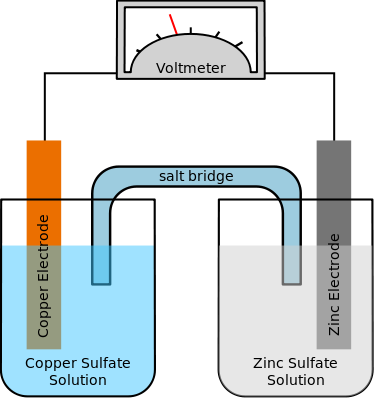 Voltmeter
salt bridge
Copper Electrode
Zinc Electrode
Copper Sulfate
Solution
Zinc Sulfate
Solution